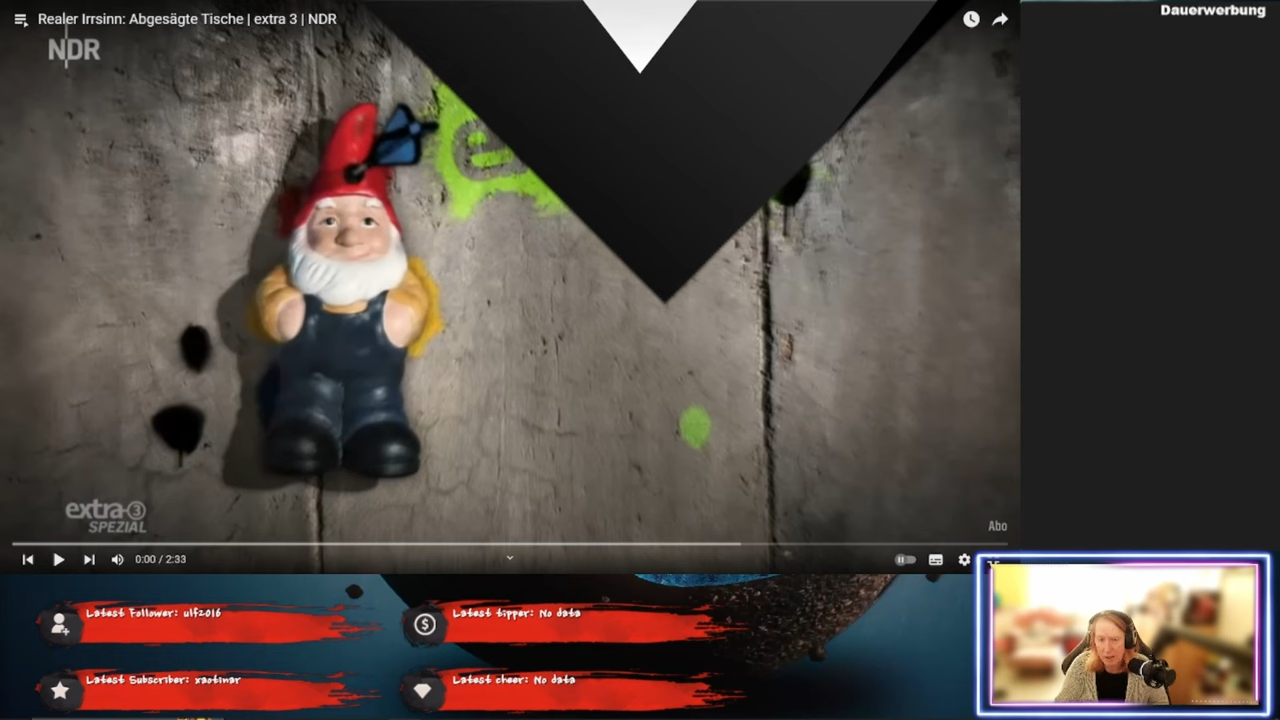 Realer Irrsinn: Abgesägte Tische | extra 3 | NDR
Dauerwerbung
NDR
extra 3
SPEZIAL
Abo
0:00 / 2:33
Latest Follower: ulf2016
Latest tipper: No data
Latest Subscriber: xaotinar
Latest cheer: No data